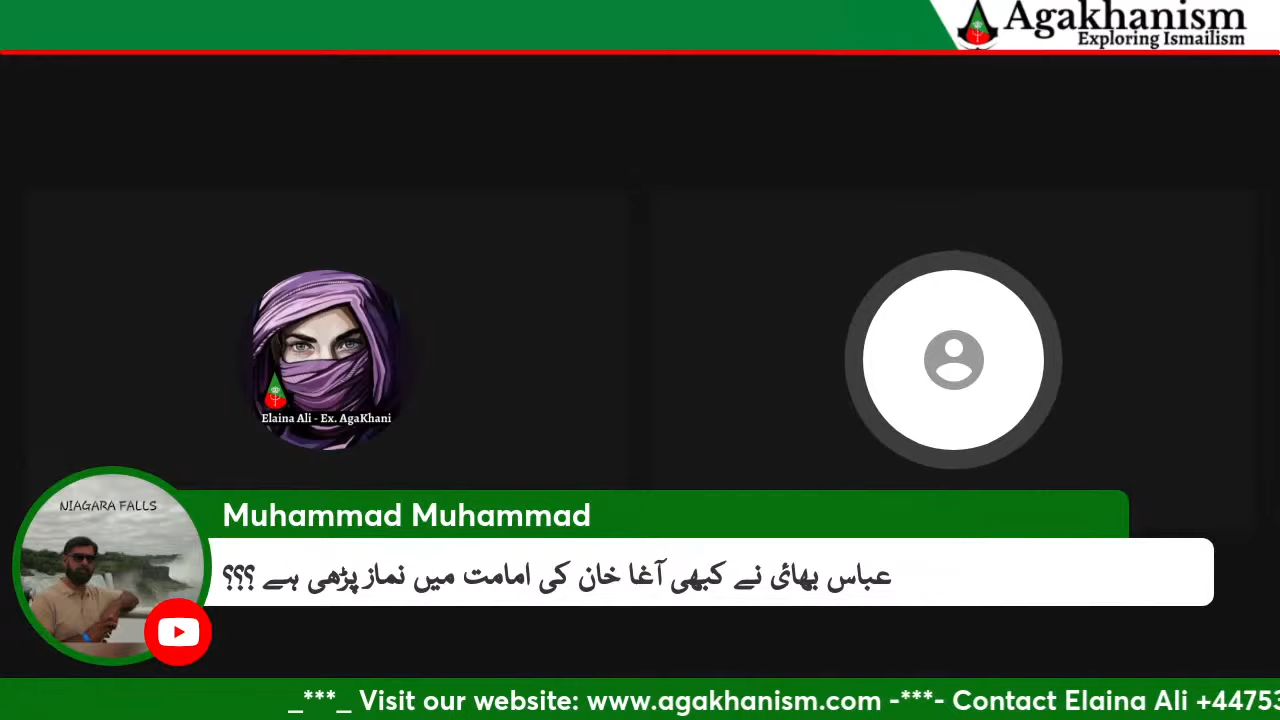 Agakhanism
Exploring Ismailism
Elaina Ali - Ex. AgaKhani
NIAGARA FALLS
Muhammad Muhammad
عباس بھائ نے کبھی آغا خان کی امامت میں نماز پڑھی ہے ؟؟؟
_***_ Visit our website: www.agakhanism.com -***- Contact Elaina Ali +44753